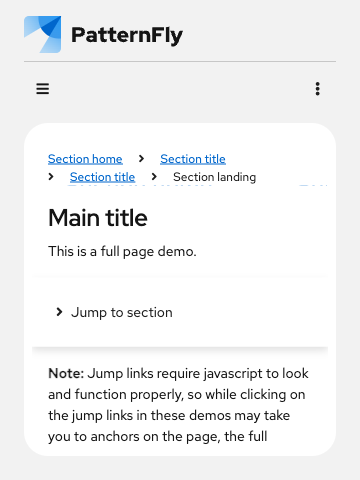 PatternFly
Section home Section title
Section title Section landing
Main title
This is a full page demo.
Jump to section
Note: Jump links require javascript to look
and function properly, so while clicking on
the jump links in these demos may take
you to anchors on the page, the full